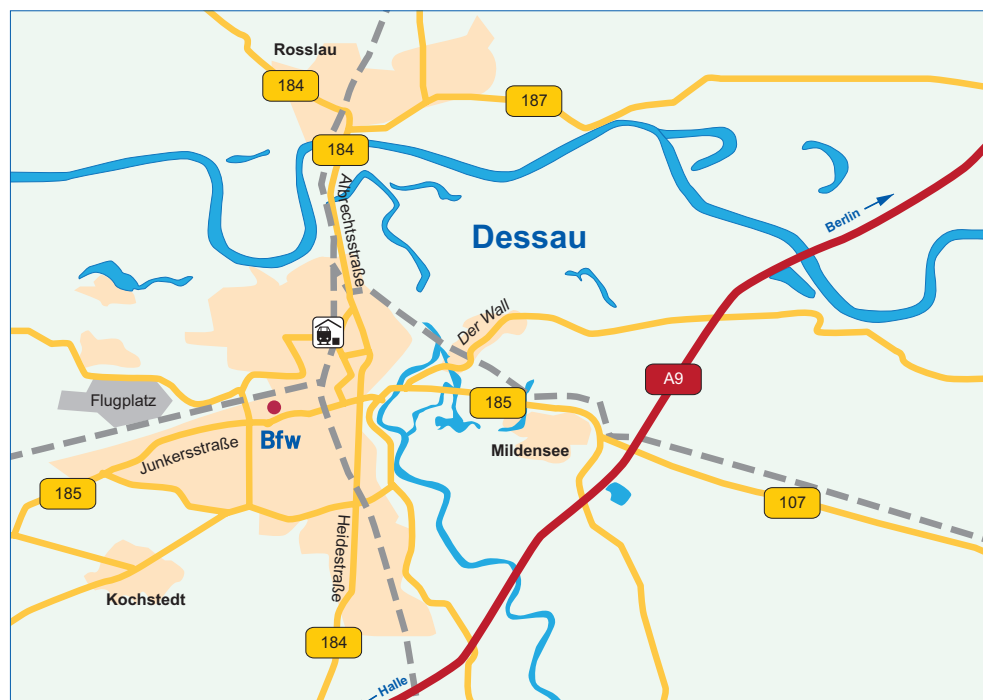 Rosslau
184
187
184
Albrechtsstraße
Berlin
Dessau
Der Wall
A9
Flugplatz
185
Bfw
Junkersstraße
Mildensee
185
107
Heidestraße
Kochstedt
184
Halle